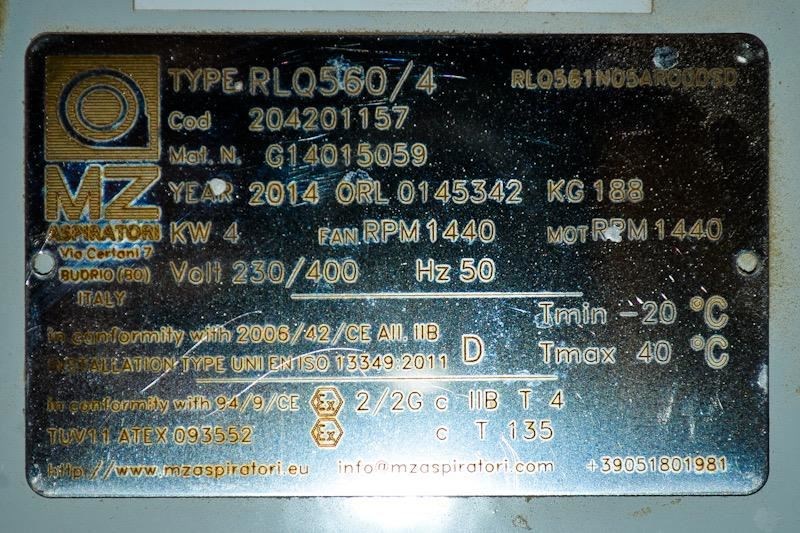 TYPE RLQ560/4 RLQ561N05AR00DSD
Cod 204201157
Mat. N. G14015059
MZ
ASPIRATORI
Via Certani 7
BUDRIO (BO)
ITALY
YEAR 2014 ORL 0145342 KG 188
KW 4 FAN RPM 1440 MOT RPM 1440
Volt 230/400 Hz 50
Tmin -20 °C
in conformity with 2006/42/CE All. IIB
INSTALLATION TYPE UNI EN ISO 13349:2011 D
Tmax 40 °C
in conformity with 94/9/CE Ex 2/2G c IIB T 4
TUV11 ATEX 093552 Ex c T 135
http://www.mzaspiratori.eu info@mzaspiratori.com +39051801981